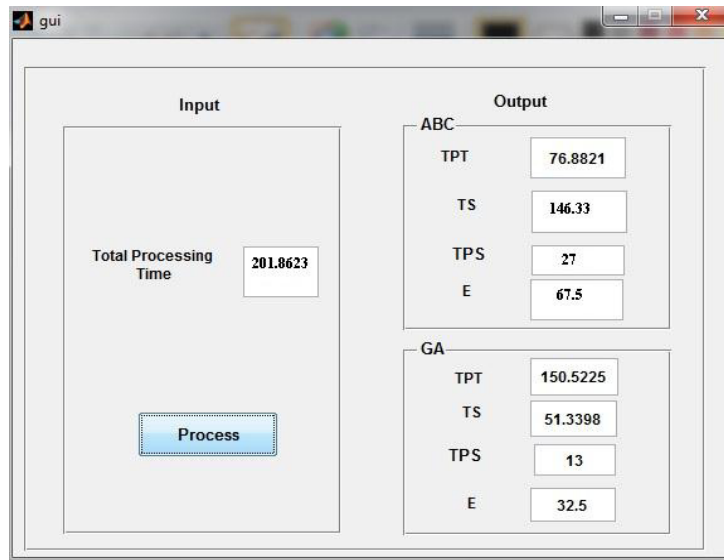 gui
Input
Total Processing
Time
201.8623
Process
Output
ABC
TPT 76.8821
TS 146.33
TPS 27
E 67.5
GA
TPT 150.5225
TS 51.3398
TPS 13
E 32.5